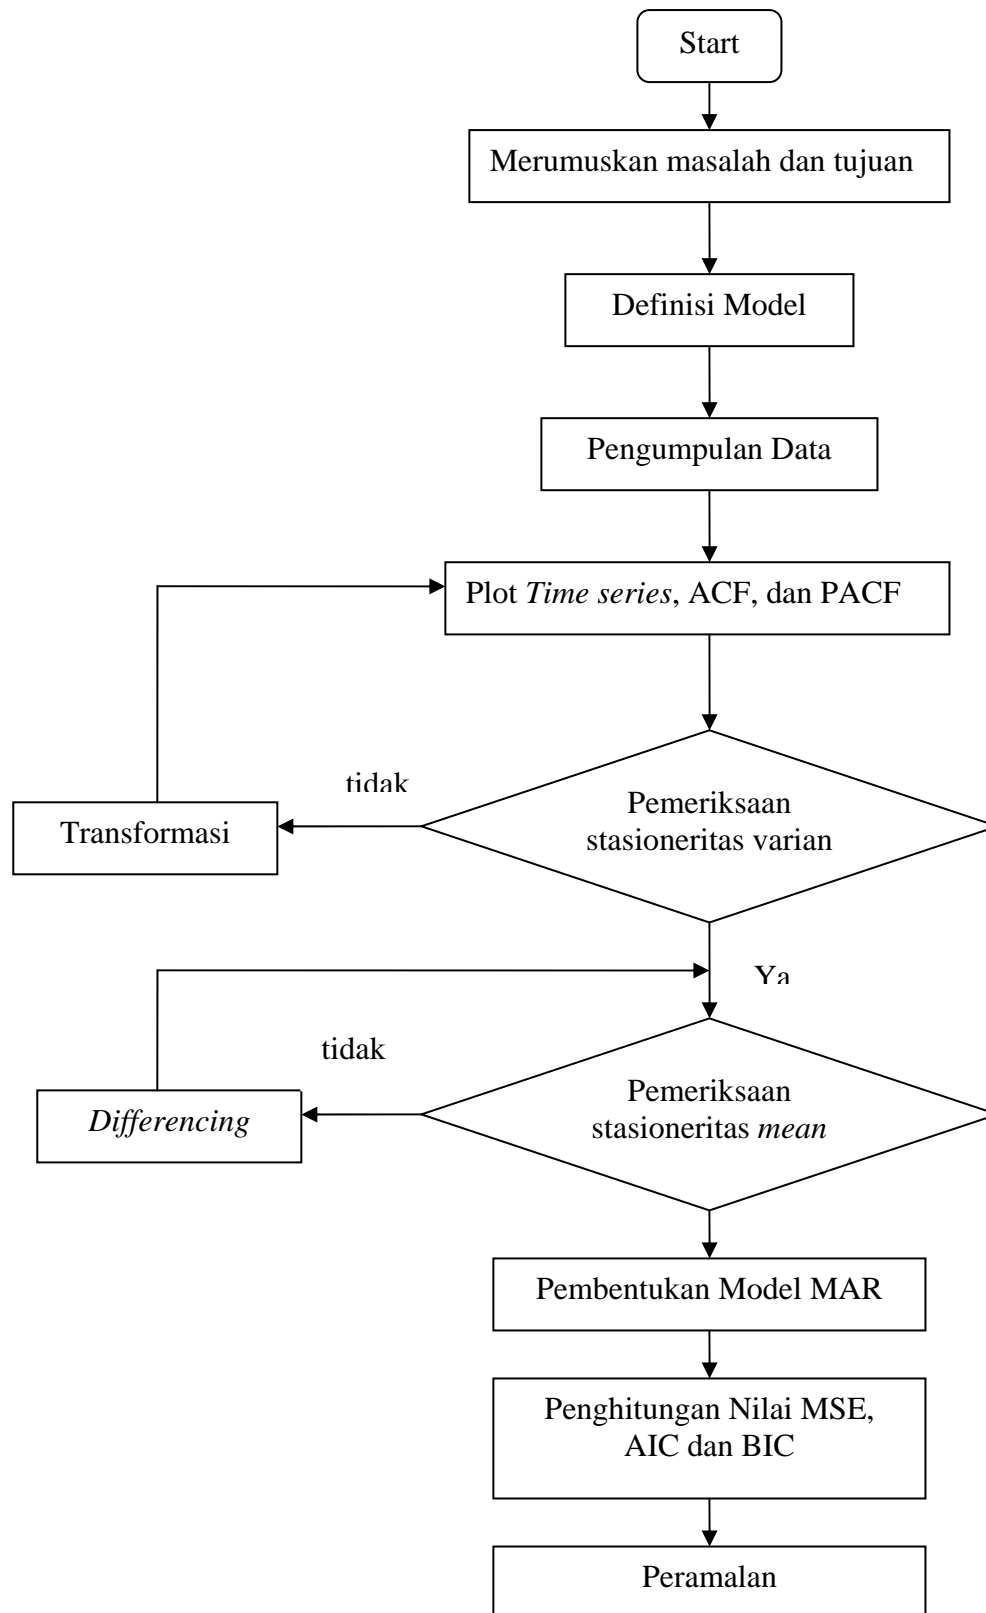 Start
Merumuskan masalah dan tujuan
Definisi Model
Pengumpulan Data
Plot Time series, ACF, dan PACF
tidak
Pemeriksaan
stasioneritas varian
Transformasi
Ya
tidak
Pemeriksaan
stasioneritas mean
Differencing
Pembentukan Model MAR
Penghitungan Nilai MSE,
AIC dan BIC
Peramalan